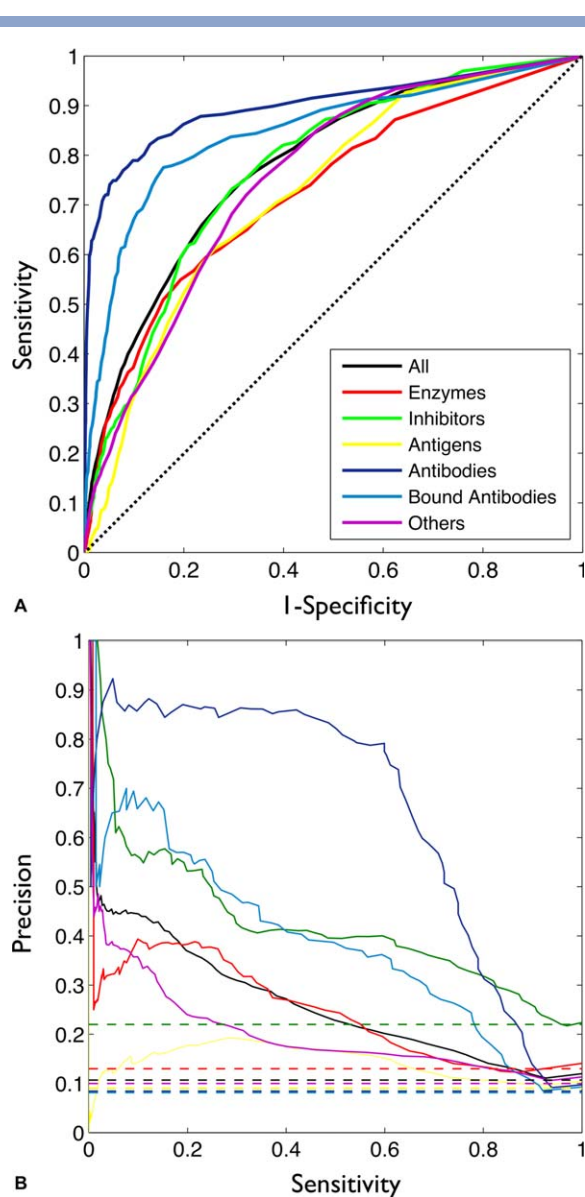 1
0.9
0.8
0.7
0.6
0.5
0.4
0.3
0.2
0.1
0
Sensitivity
All
Enzymes
Inhibitors
Antigens
Antibodies
Bound Antibodies
Others
0 0.2 0.4 0.6 0.8 1
A
1-Specificity
1
0.9
0.8
0.7
0.6
0.5
0.4
0.3
0.2
0.1
0
Precision
0 0.2 0.4 0.6 0.8 1
B
Sensitivity